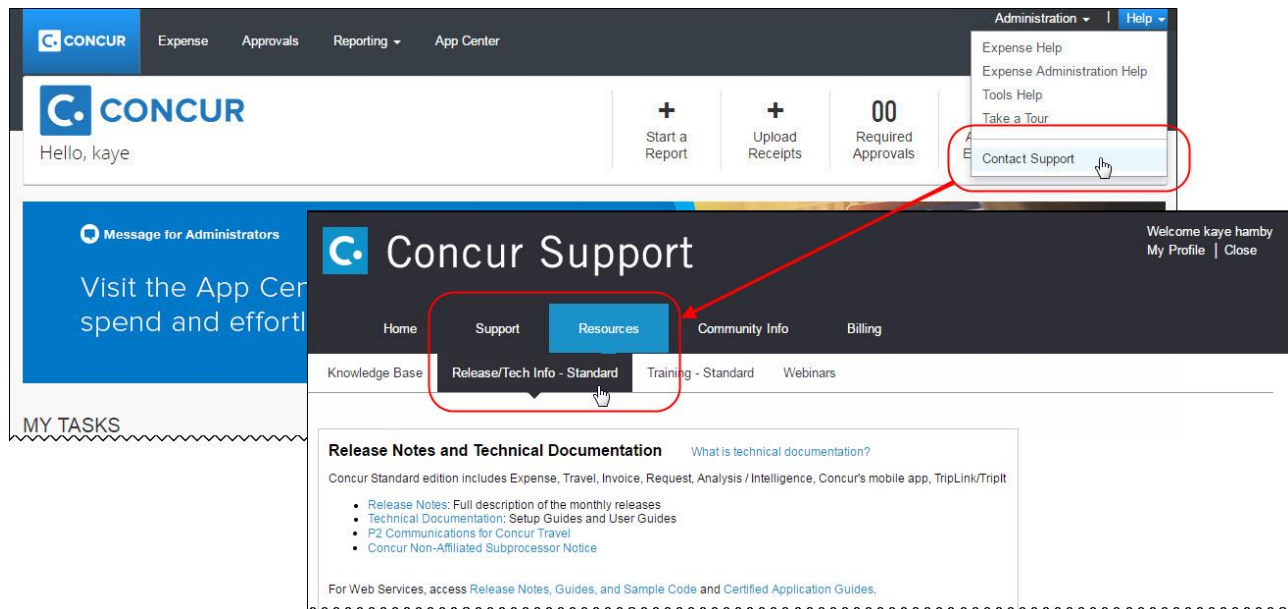 Administration | Help
C. CONCUR Expense Approvals Reporting App Center
Expense Help
Expense Administration Help
Tools Help
Take a Tour
Contact Support
C. CONCUR
Hello, kaye
+ Start a Report
+ Upload Receipts
00 Required Approvals
A
E
Message for Administrators
Visit the App Cen
spend and effortl
MY TASKS
C. Concur Support
Welcome kaye hamby
My Profile | Close
Home Support Resources Community Info Billing
Knowledge Base Release/Tech Info - Standard Training - Standard Webinars
Release Notes and Technical Documentation What is technical documentation?
Concur Standard edition includes Expense, Travel, Invoice, Request, Analysis / Intelligence, Concur's mobile app, TripLink/TripIt
• Release Notes: Full description of the monthly releases
• Technical Documentation: Setup Guides and User Guides
• P2 Communications for Concur Travel
• Concur Non-Affiliated Subprocessor Notice
For Web Services, access Release Notes, Guides, and Sample Code and Certified Application Guides.